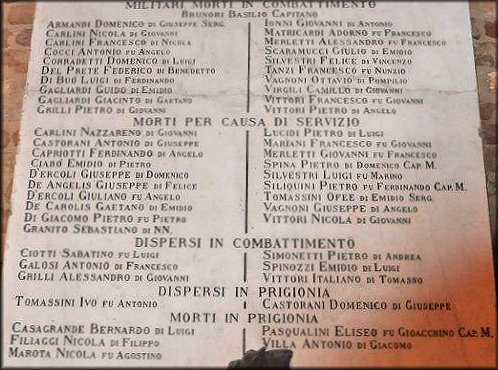 MILITARI MORTI IN COMBATTIMENTO
BRUNORI BASILIO CAPITANO
ARMANDI DOMENICO DI GIUSEPPE SERG.
CARLINI NICOLA DI GIOVANNI
CARLINI FRANCESCO DI NICOLA
COCCI ANTONIO FU ANGELO
CORRADETTI DOMENICO DI LUIGI
DEL PRETE FEDERICO DI BENEDETTO
DI BUÒ LUIGI DI FERDINANDO
GAGLIARDI GUIDO DI EMIDIO
GAGLIARDI GIACINTO DI GAETANO
GRILLI PIETRO DI GIOVANNI
IONNI GIOVANNI DI ANTONIO
MATRICARDI ADORNO FU FRANCESCO
MERLETTI ALESSANDRO FU FRANCESCO
SCARAMUCCI GIULIO DI EMIDIO
SILVESTRI FELICE DI VINCENZO
TANZI FRANCESCO FU NUNZIO
VAGNONI OTTAVIO DI POMPILIO
VIRGILI CAMILLO DI GIOVANNI
VITTORI FRANCESCO FU GIOVANNI
VITTORI PIETRO DI ANGELO
MORTI PER CAUSA DI SERVIZIO
CARLINI NAZZARENO DI GIOVANNI
CASTORANI ANTONIO DI GIUSEPPE
CAPRIOTTI FERDINANDO DI ANGELO
CIARÒ EMIDIO DI PIETRO
D'ERCOLI GIUSEPPE DI DOMENICO
DE ANGELIS GIUSEPPE DI FELICE
D'ERCOLI GIULIANO FU ANGELO
DE CAROLIS GAETANO DI EMIDIO
DI GIACOMO PIETRO FU PIETRO
GRANITO SEBASTIANO DI NN.
LUCIDI PIETRO DI LUIGI
MARIANI FRANCESCO FU GIOVANNI
MERLETTI GIOVANNI FU FRANCESCO
SPINA PIETRO DI DOMENICO CAP. M.
SILVESTRI LUIGI FU MARINO
SILIQUINI PIETRO FU FERDINANDO CAP. M.
TOMASSINI OPEE DI EMIDIO SERG.
VAGNONI GIUSEPPE DI ANGELO
VITTORI NICOLA DI GIOVANNI
DISPERSI IN COMBATTIMENTO
CIOTTI SABATINO FU LUIGI
GALOSI ANTONIO DI FRANCESCO
GRILLI ALESSANDRO DI GIOVANNI
SIMONETTI PIETRO DI ANDREA
SPINOZZI EMIDIO DI LUIGI
VITTORI ITALIANO DI TOMASSO
DISPERSI IN PRIGIONIA
TOMASSINI IVO FU ANTONIO
CASTORANI DOMENICO DI GIUSEPPE
MORTI IN PRIGIONIA
CASAGRANDE BERNARDO DI LUIGI
FILIAGGI NICOLA DI FILIPPO
MAROTA NICOLA FU AGOSTINO
PASQUALINI ELISEO FU GIOACCHINO CAP. M.
VILLA ANTONIO DI GIACOMO